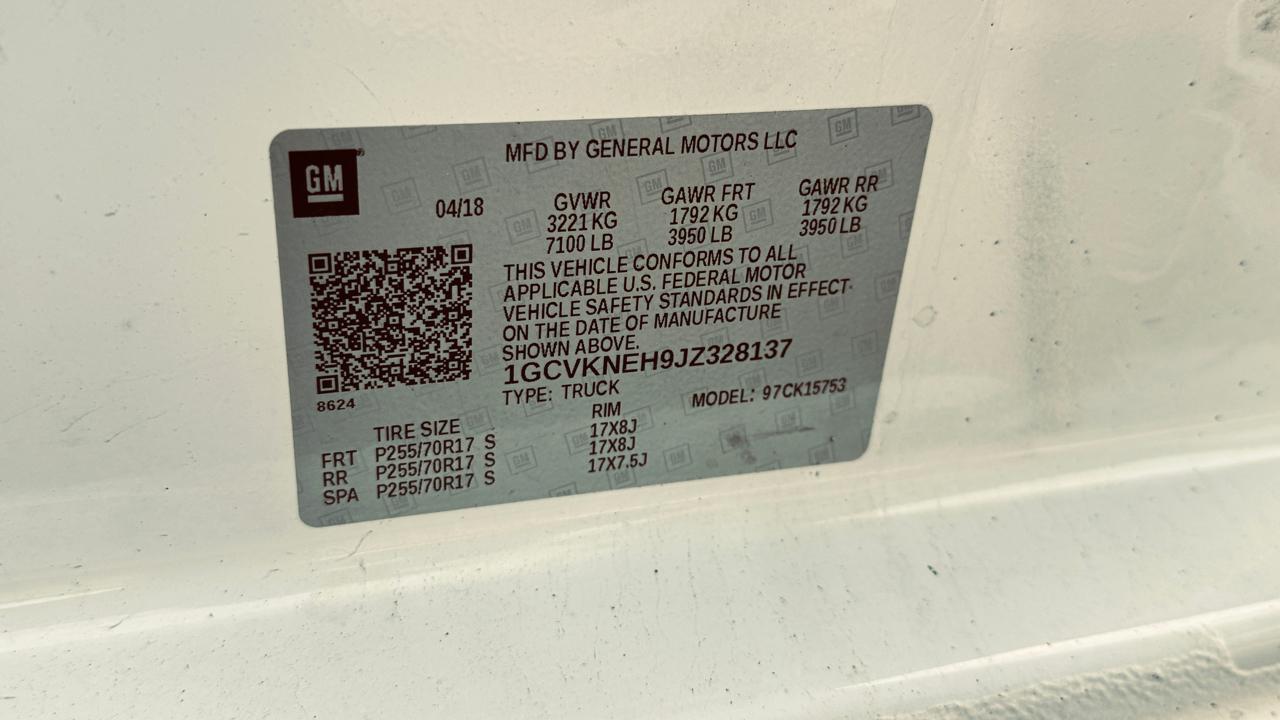 MFD BY GENERAL MOTORS LLC
GM®
04/18
GVWR GAWR FRT GAWR RR
3221 KG 1792 KG 1792 KG
7100 LB 3950 LB 3950 LB
THIS VEHICLE CONFORMS TO ALL
APPLICABLE U.S. FEDERAL MOTOR
VEHICLE SAFETY STANDARDS IN EFFECT
ON THE DATE OF MANUFACTURE
SHOWN ABOVE.
1GCVKNEH9JZ328137
TYPE: TRUCK MODEL: 97CK15753
8624
TIRE SIZE RIM
FRT P255/70R17 S 17X8J
RR P255/70R17 S 17X8J
SPA P255/70R17 S 17X7.5J